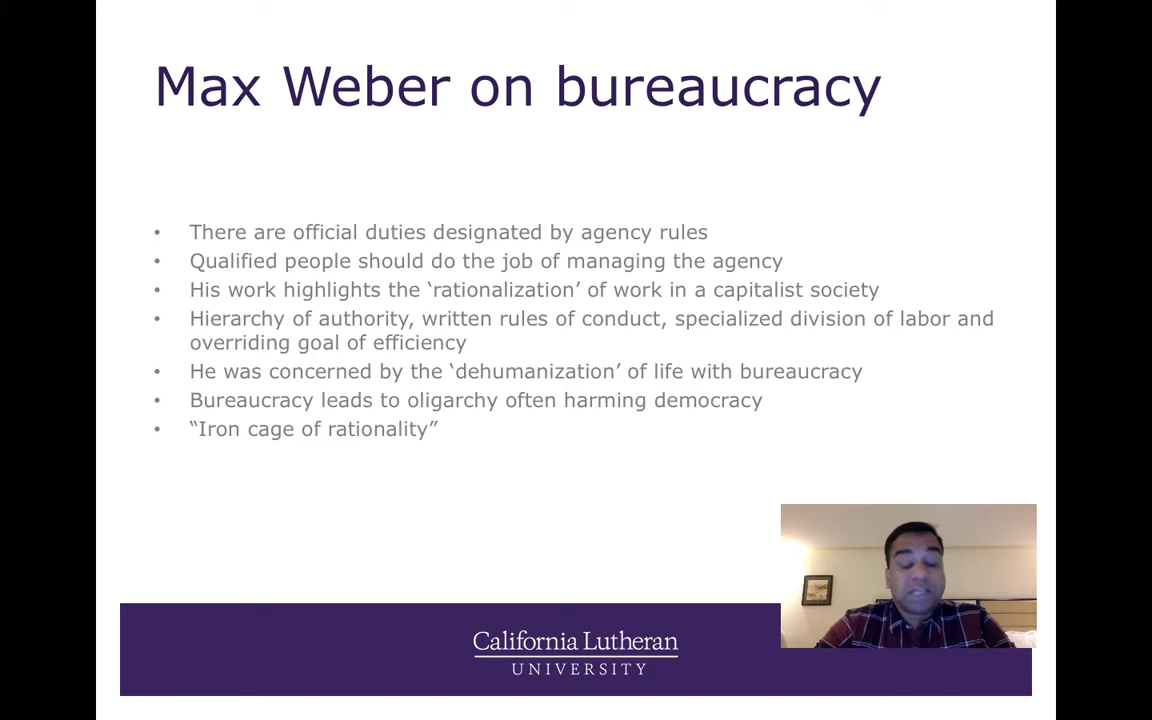 Max Weber on bureaucracy
• There are official duties designated by agency rules
• Qualified people should do the job of managing the agency
• His work highlights the ‘rationalization’ of work in a capitalist society
• Hierarchy of authority, written rules of conduct, specialized division of labor and
overriding goal of efficiency
• He was concerned by the ‘dehumanization’ of life with bureaucracy
• Bureaucracy leads to oligarchy often harming democracy
• “Iron cage of rationality”
California Lutheran
UNIVERSITY